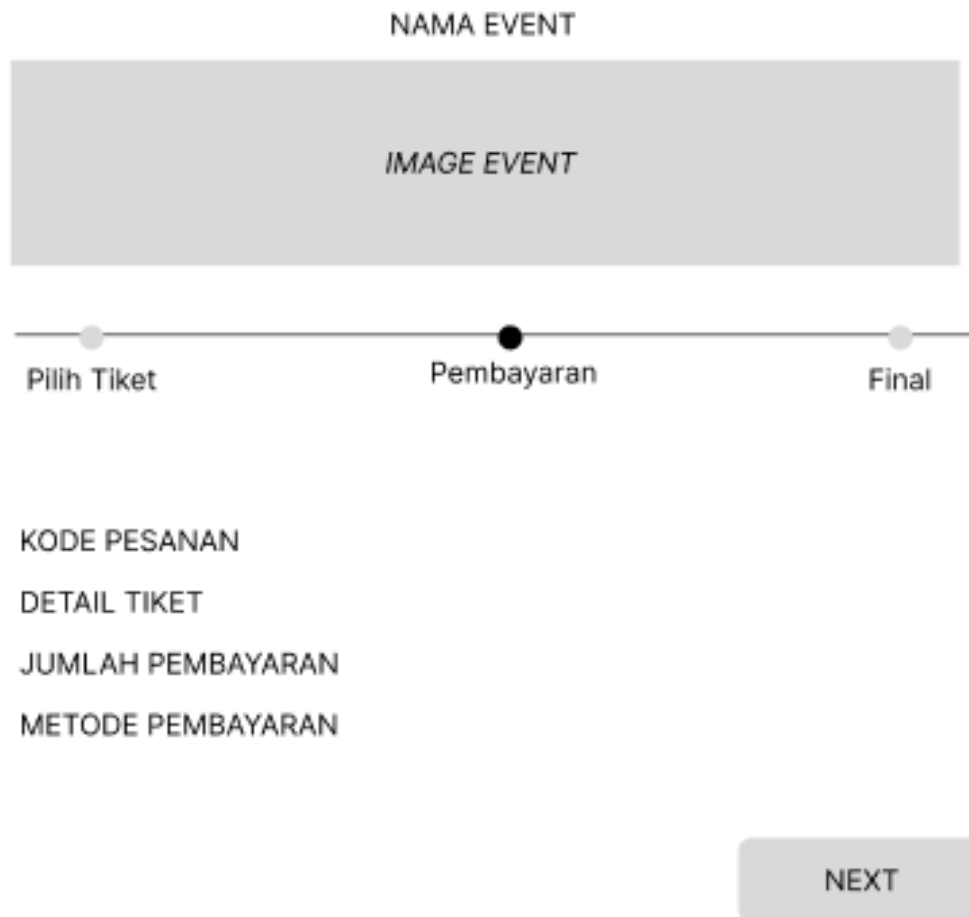 NAMA EVENT
IMAGE EVENT
Pilih Tiket
Pembayaran
Final
KODE PESANAN
DETAIL TIKET
JUMLAH PEMBAYARAN
METODE PEMBAYARAN
NEXT